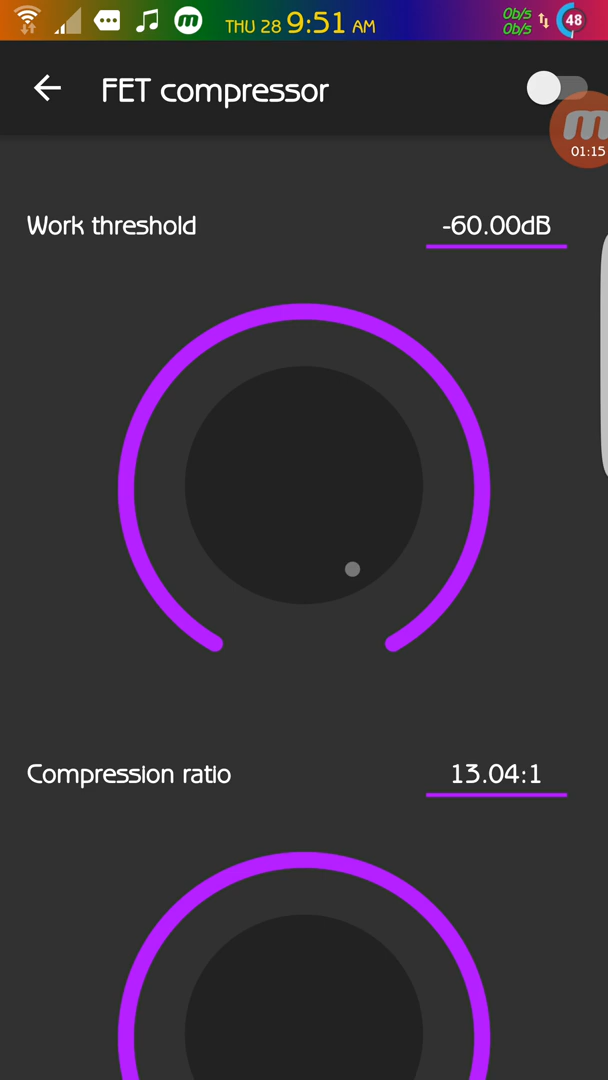 THU 28 9:51 AM
0b/s
0b/s
48
FET compressor
01:15
Work threshold
-60.00dB
Compression ratio
13.04:1